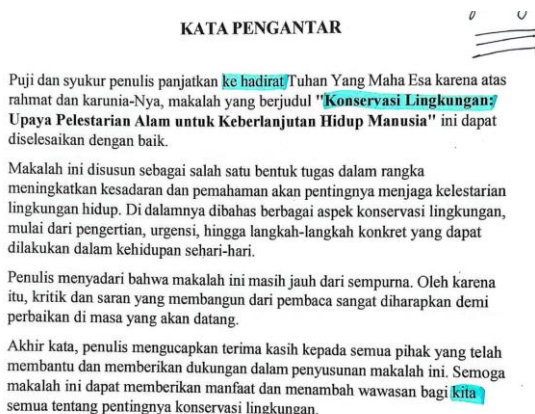 KATA PENGANTAR
Puji dan syukur penulis panjatkan ke hadirat Tuhan Yang Maha Esa karena atas
rahmat dan karunia-Nya, makalah yang berjudul "Konservasi Lingkungan:
Upaya Pelestarian Alam untuk Keberlanjutan Hidup Manusia" ini dapat
diselesaikan dengan baik.
Makalah ini disusun sebagai salah satu bentuk tugas dalam rangka
meningkatkan kesadaran dan pemahaman akan pentingnya menjaga kelestarian
lingkungan hidup. Di dalamnya dibahas berbagai aspek konservasi lingkungan,
mulai dari pengertian, urgensi, hingga langkah-langkah konkret yang dapat
dilakukan dalam kehidupan sehari-hari.
Penulis menyadari bahwa makalah ini masih jauh dari sempurna. Oleh karena
itu, kritik dan saran yang membangun dari pembaca sangat diharapkan demi
perbaikan di masa yang akan datang.
Akhir kata, penulis mengucapkan terima kasih kepada semua pihak yang telah
membantu dan memberikan dukungan dalam penyusunan makalah ini. Semoga
makalah ini dapat memberikan manfaat dan menambah wawasan bagi kita
semua tentang pentingnya konservasi lingkungan.